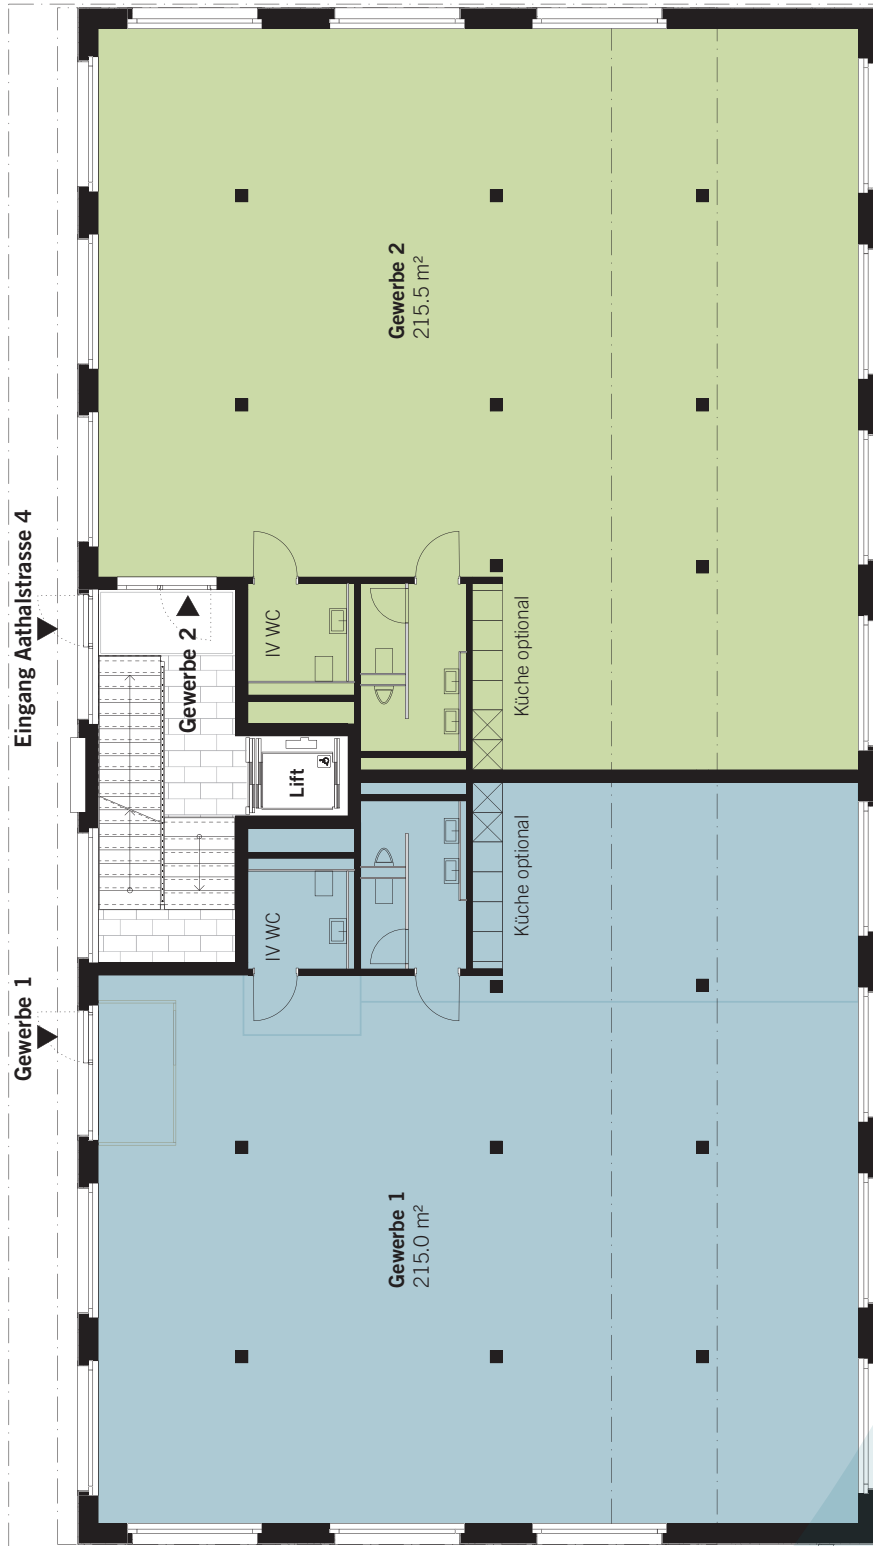 Eingang Aathalstrasse 4
Gewerbe 1
Gewerbe 2
Gewerbe 2
215.5 m²
IV WC
Küche optional
Lift
IV WC
Küche optional
Gewerbe 1
215.0 m²